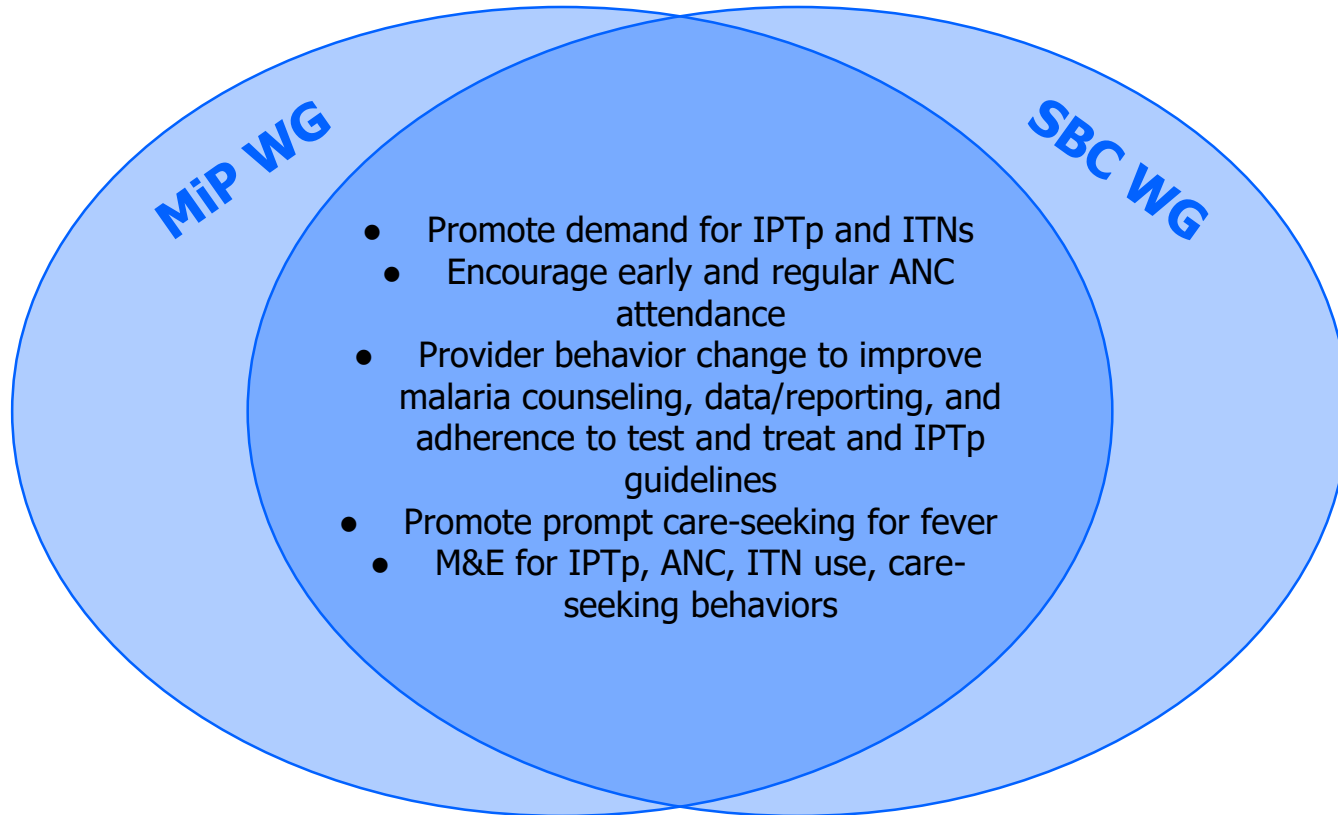 MiP WG
SBC WG
● Promote demand for IPTp and ITNs
● Encourage early and regular ANC
attendance
● Provider behavior change to improve
malaria counseling, data/reporting, and
adherence to test and treat and IPTp
guidelines
● Promote prompt care-seeking for fever
● M&E for IPTp, ANC, ITN use, care-
seeking behaviors